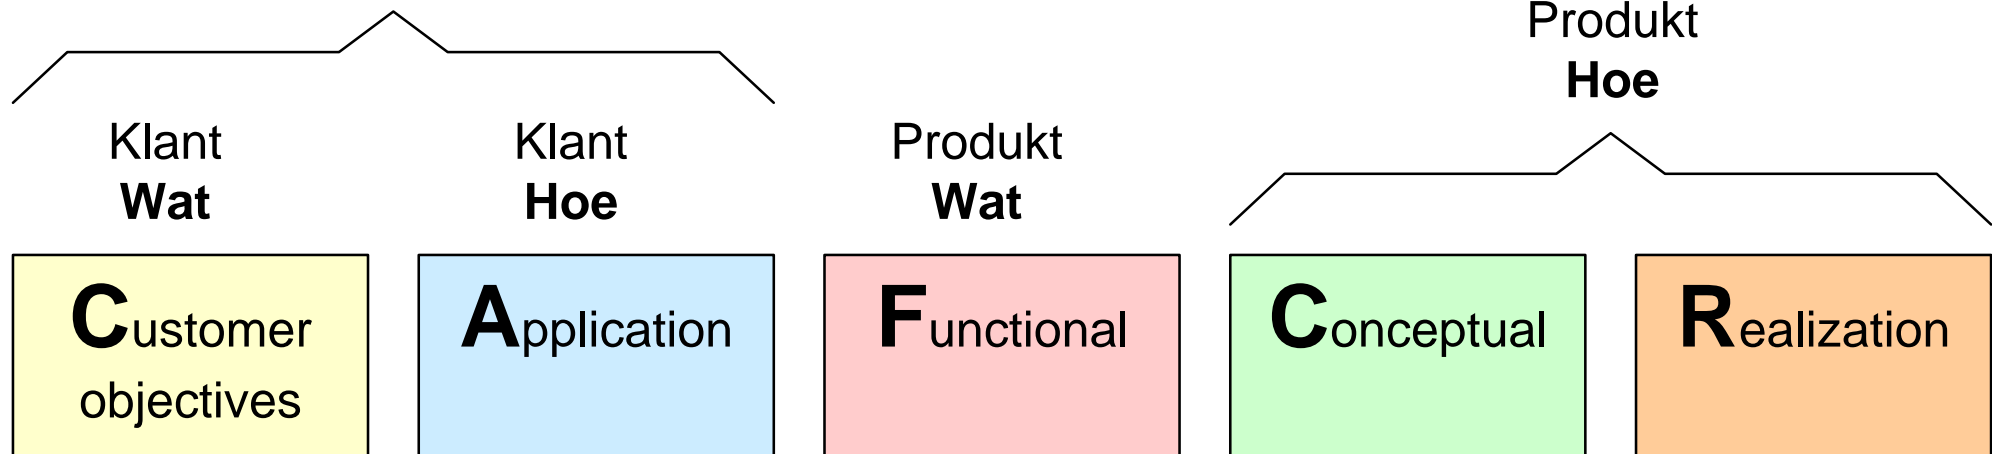 Produkt
Hoe
Klant
Wat
Klant
Hoe
Produkt
Wat
Customer
objectives
Application
Functional
Conceptual
Realization